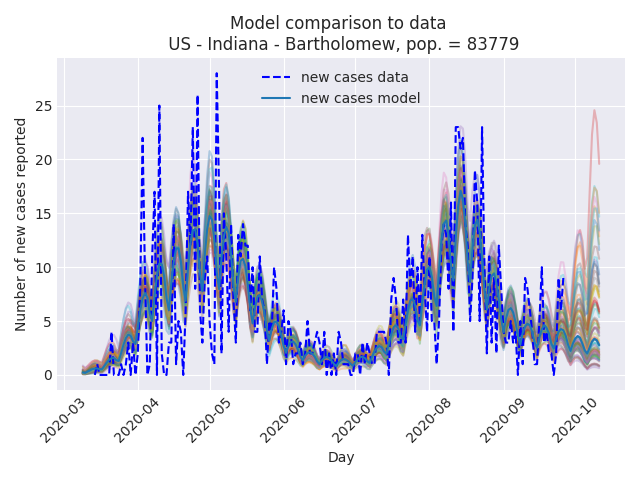 Model comparison to data
US - Indiana - Bartholomew, pop. = 83779
new cases data
new cases model
Number of new cases reported
25
20
15
10
5
0
2020-03
2020-04
2020-05
2020-06
2020-07
2020-08
2020-09
2020-10
Day